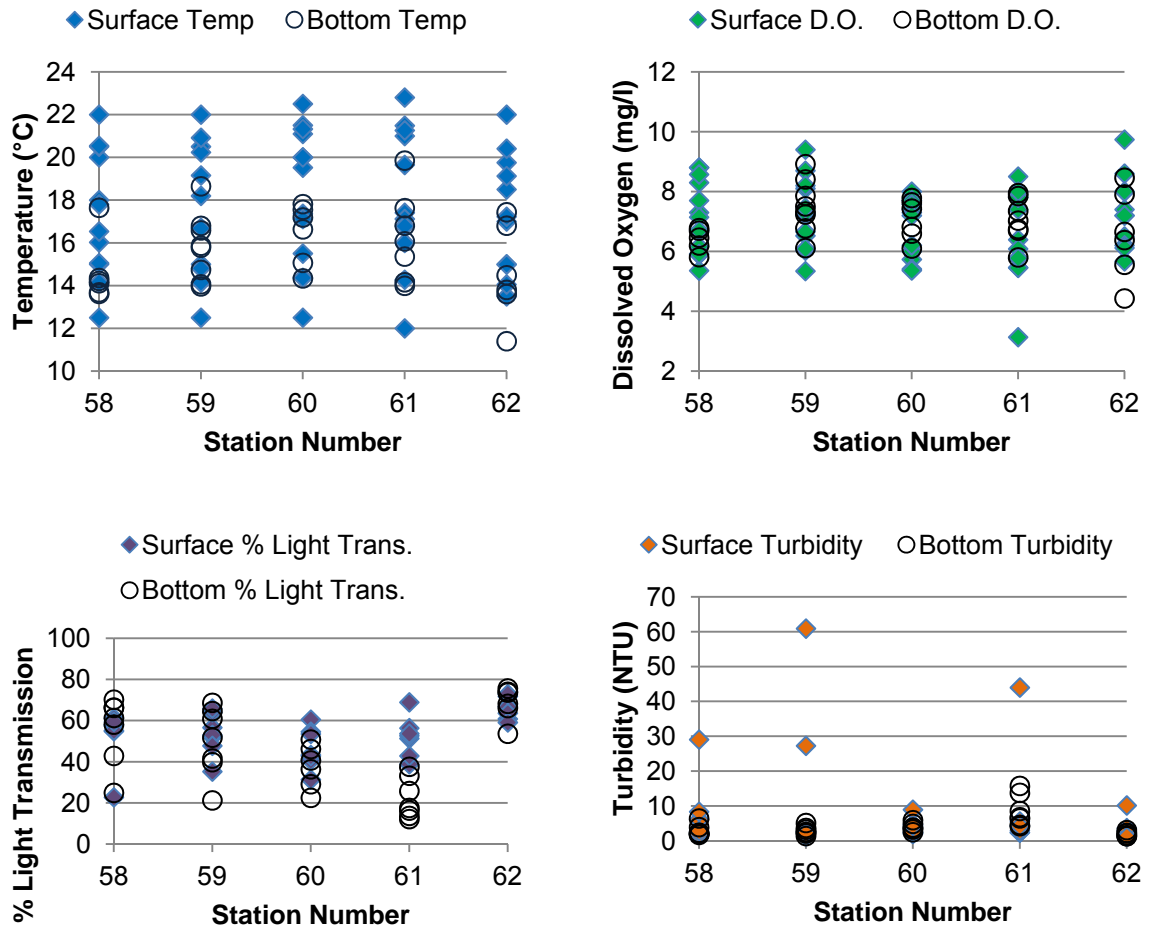 Surface Temp Bottom Temp
Temperature (°C)
24
22
20
18
16
14
12
10
58 59 60 61 62
Station Number
Surface D.O. Bottom D.O.
Dissolved Oxygen (mg/l)
12
10
8
6
4
2
58 59 60 61 62
Station Number
Surface % Light Trans.
Bottom % Light Trans.
% Light Transmission
100
80
60
40
20
0
58 59 60 61 62
Station Number
Surface Turbidity Bottom Turbidity
Turbidity (NTU)
70
60
50
40
30
20
10
0
58 59 60 61 62
Station Number